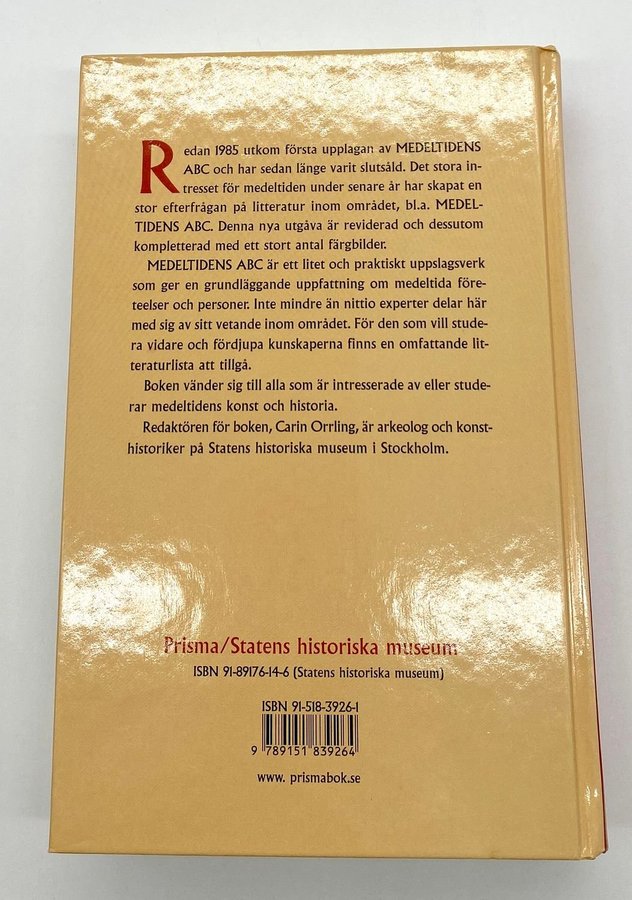 Redan 1985 utkom första upplagan av MEDELTIDENS
ABC och har sedan länge varit slutsåld. Det stora in-
tresset för medeltiden under senare år har skapat en
stor efterfrågan på litteratur inom området, bl.a. MEDEL-
TIDENS ABC. Denna nya utgåva är reviderad och dessutom
kompletterad med ett stort antal färgbilder.
MEDELTIDENS ABC är ett litet och praktiskt uppslagsverk
som ger en grundläggande uppfattning om medeltida före-
teelser och personer. Inte mindre än nittio experter delar här
med sig av sitt vetande inom området. För den som vill stude-
ra vidare och fördjupa kunskaperna finns en omfattande lit-
teraturlista att tillgå.
Boken vänder sig till alla som är intresserade av eller stude-
rar medeltidens konst och historia.
Redaktören för boken, Carin Orrling, är arkeolog och konst-
historiker på Statens historiska museum i Stockholm.
Prisma/Statens historiska museum
ISBN 91-89176-14-6 (Statens historiska museum)
ISBN 91-518-3926-1
9 789151 839264
www. prismabok.se